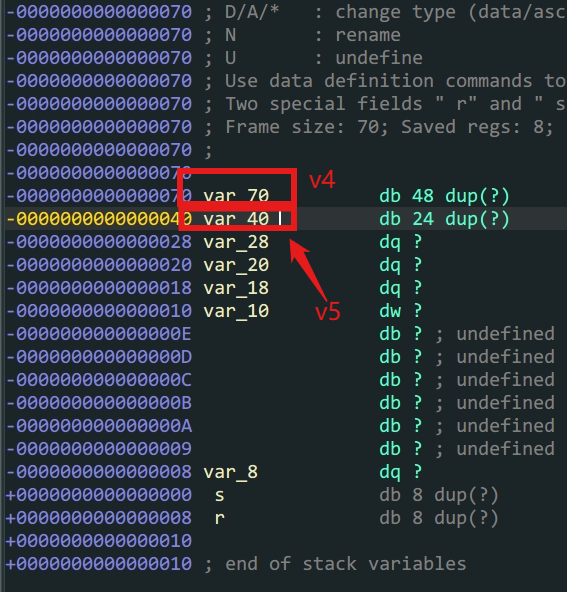 -0000000000000070 ; D/A/*   : change type (data/asc
-0000000000000070 ; N       : rename
-0000000000000070 ; U       : undefine
-0000000000000070 ; Use data definition commands to
-0000000000000070 ; Two special fields " r" and " s
-0000000000000070 ; Frame size: 70; Saved regs: 8;
-0000000000000070 ;
-0000000000000070
-0000000000000070 var_70          db 48 dup(?)
v4
-0000000000000040 var_40          db 24 dup(?)
-0000000000000028 var_28          dq ?
-0000000000000020 var_20          dq ?
-0000000000000018 var_18          dq ?
v5
-0000000000000010 var_10          dw ?
-000000000000000E                 db ? ; undefined
-000000000000000D                 db ? ; undefined
-000000000000000C                 db ? ; undefined
-000000000000000B                 db ? ; undefined
-000000000000000A                 db ? ; undefined
-0000000000000009                 db ? ; undefined
-0000000000000008 var_8           dq ?
+0000000000000000  s              db 8 dup(?)
+0000000000000008  r              db 8 dup(?)
+0000000000000010
+0000000000000010 ; end of stack variables